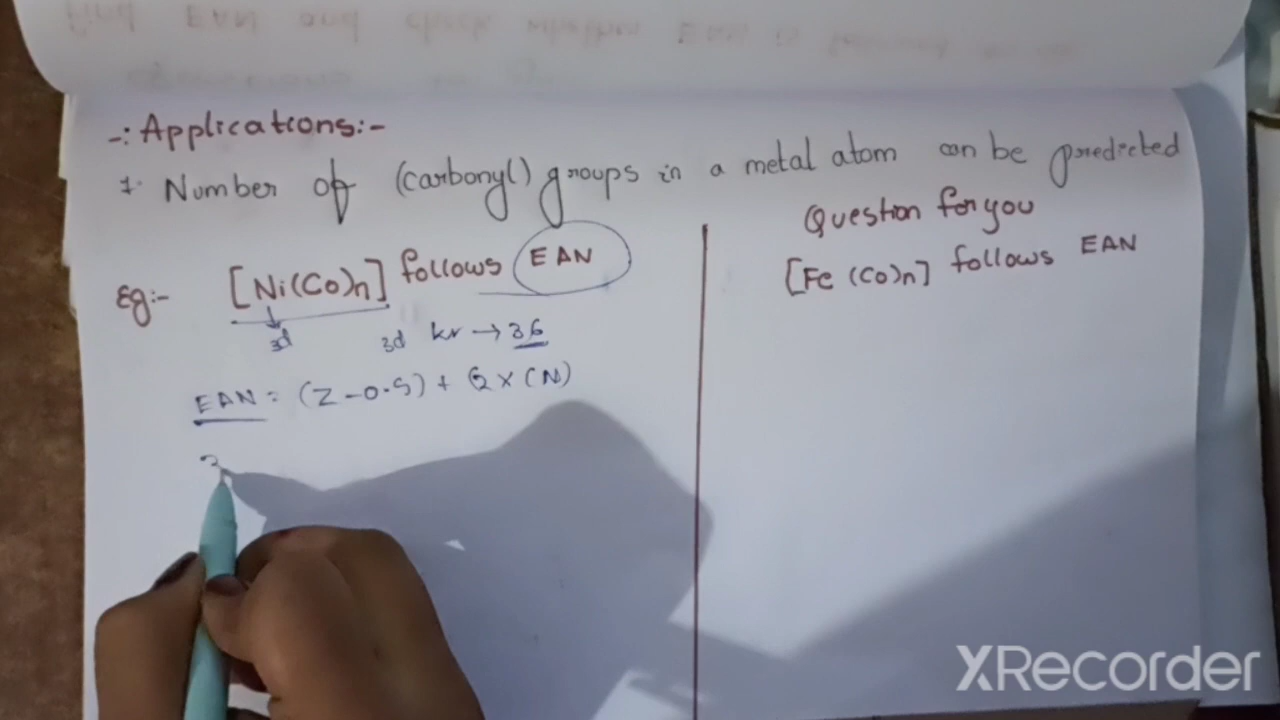 -: Applications:-
1. Number of (carbonyl) groups in a metal atom can be predicted
Eg:- [Ni(Co)n] follows EAN
3d 3d kr → 36
EAN = (Z-O.S) + 2 x (N)
3
Question for you
[Fe (Co)n] follows EAN
XRecorder